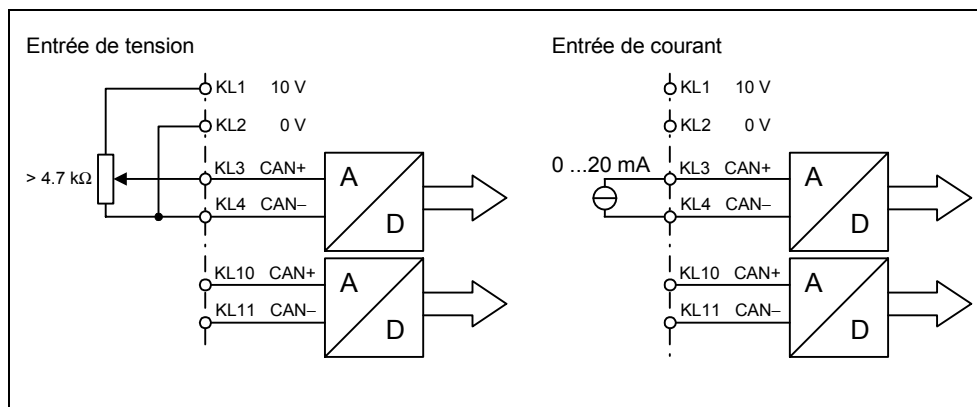 Entrée de tension
KL1 10 V
KL2 0 V
> 4.7 kΩ
KL3 CAN+
KL4 CAN–
A
D
KL10 CAN+
KL11 CAN–
A
D
Entrée de courant
KL1 10 V
KL2 0 V
0 ...20 mA
KL3 CAN+
KL4 CAN–
A
D
KL10 CAN+
KL11 CAN–
A
D